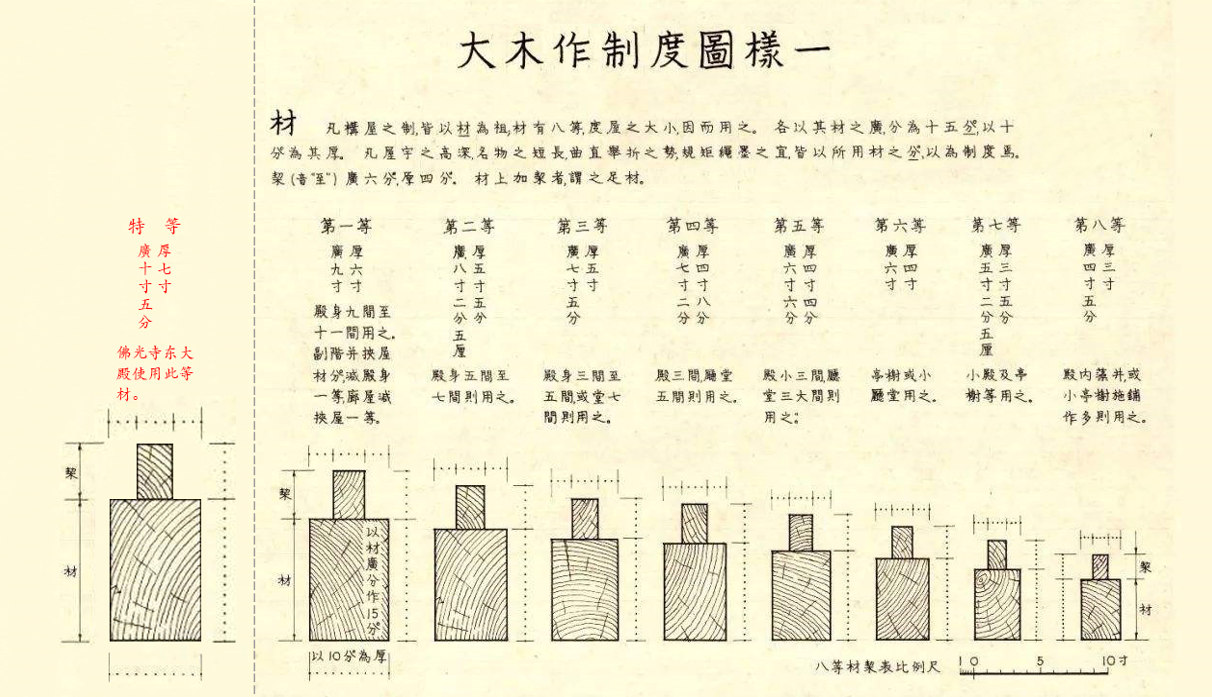 大木作制度圖樣一
材 凡構屋之制,皆以材為祖,材有八等,度屋之大小,因而用之。 各以其材之廣,分為十五分°,以十
分°為其厚。 凡屋宇之高深,名物之短長,曲直舉折之勢,規矩繩墨之宜,皆以所用材之分,以為制度焉。
栔(音"至")廣六分°,厚四分°。 材上加栔者,謂之足材。
特 等
廣十寸五分
厚七寸
佛光寺东大
殿使用此等
材。
第一等
廣九寸
厚六寸
殿身九間至
十一間用之。
副階并挾屋
材分°,減殿身
一等,廊屋減
挾屋一等。
第二等
廣八寸二分五厘
厚五寸五分
殿身五間至
七間則用之。
第三等
廣七寸五分
厚五寸
殿身三間至
五間,或堂七
間則用之。
第四等
廣七寸二分
厚四寸八分
殿三間,廳堂
五間則用之。
第五等
廣六寸六分
厚四寸四分
殿小三間,廳
堂三大間則
用之。
第六等
廣六寸
厚四寸
亭榭或小
廳堂用之。
第七等
廣五寸二分五厘
厚三寸五分
小殿及亭
榭等用之。
第八等
廣四寸五分
厚三寸
殿内藻井,或
小亭榭施鋪
作多則用之。
栔
材
栔
材
以材廣分作15分°
以10分°為厚
栔
材
八等材栔表比例尺
1 0 5 10寸